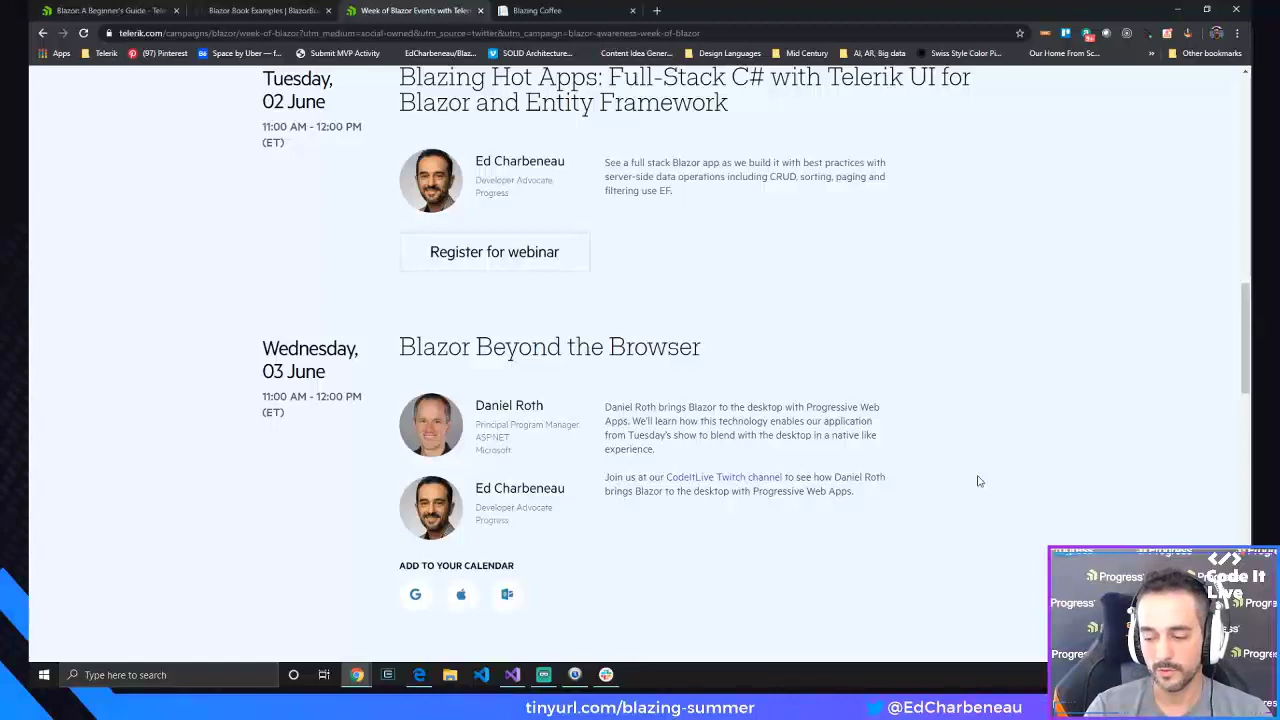 Blazor: A Beginner's Guide - Tele
Blazor Book Examples | BlazorBo
Week of Blazor Events with Teler
Blazing Coffee
telerik.com/campaigns/blazor/week-of-blazor?utm_medium=social-owned&utm_source=twitter&utm_campaign=blazor-awareness-week-of-blazor
Apps
Telerik
(97) Pinterest
Space by Ubuntu on...
Submit MVP Activity
EdCharbeneau/Blazi...
SOLID Architecture...
Content Idea Gener...
Design Languages
Mid Century
AI, AR, Big data
Swiss Style Color Pi...
Our Home From Sc...
Other bookmarks
Tuesday,
02 June
11:00 AM - 12:00 PM
(ET)
Blazing Hot Apps: Full-Stack C# with Telerik UI for
Blazor and Entity Framework
Ed Charbeneau
Developer Advocate
Progress
See a full stack Blazor app as we build it with best practices with
server-side data operations including CRUD, sorting, paging and
filtering use EF.
Register for webinar
Wednesday,
03 June
11:00 AM - 12:00 PM
(ET)
Blazor Beyond the Browser
Daniel Roth
Principal Program Manager
ASP.NET
Microsoft
Ed Charbeneau
Developer Advocate
Progress
Daniel Roth brings Blazor to the desktop with Progressive Web
Apps. We'll learn how this technology enables our application
from Tuesday's show to blend with the desktop in a native like
experience.
Join us at our CodeItLive Twitch channel to see how Daniel Roth
brings Blazor to the desktop with Progressive Web Apps.
ADD TO YOUR CALENDAR
Type here to search
Progress
Code It
Live
Progress
Progress
tinyurl.com/blazing-summer
@EdCharbeneau